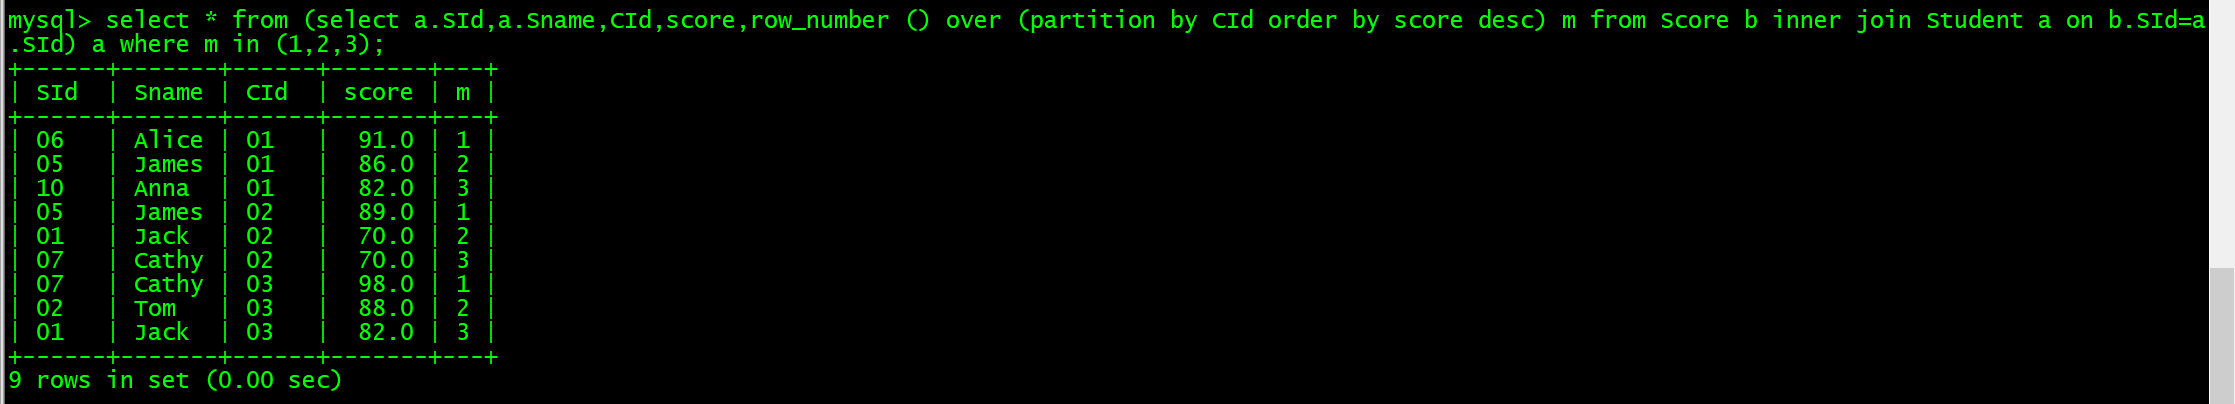 mysql> select * from (select a.SId,a.Sname,CId,score,row_number () over (partition by CId order by score desc) m from Score b inner join Student a on b.SId=a
.SId) a where m in (1,2,3);
+------+-------+------+-------+---+
| SId  | Sname | CId  | score | m |
+------+-------+------+-------+---+
| 06   | Alice | 01   |  91.0 | 1 |
| 05   | James | 01   |  86.0 | 2 |
| 10   | Anna  | 01   |  82.0 | 3 |
| 05   | James | 02   |  89.0 | 1 |
| 01   | Jack  | 02   |  70.0 | 2 |
| 07   | Cathy | 02   |  70.0 | 3 |
| 07   | Cathy | 03   |  98.0 | 1 |
| 02   | Tom   | 03   |  88.0 | 2 |
| 01   | Jack  | 03   |  82.0 | 3 |
+------+-------+------+-------+---+
9 rows in set (0.00 sec)